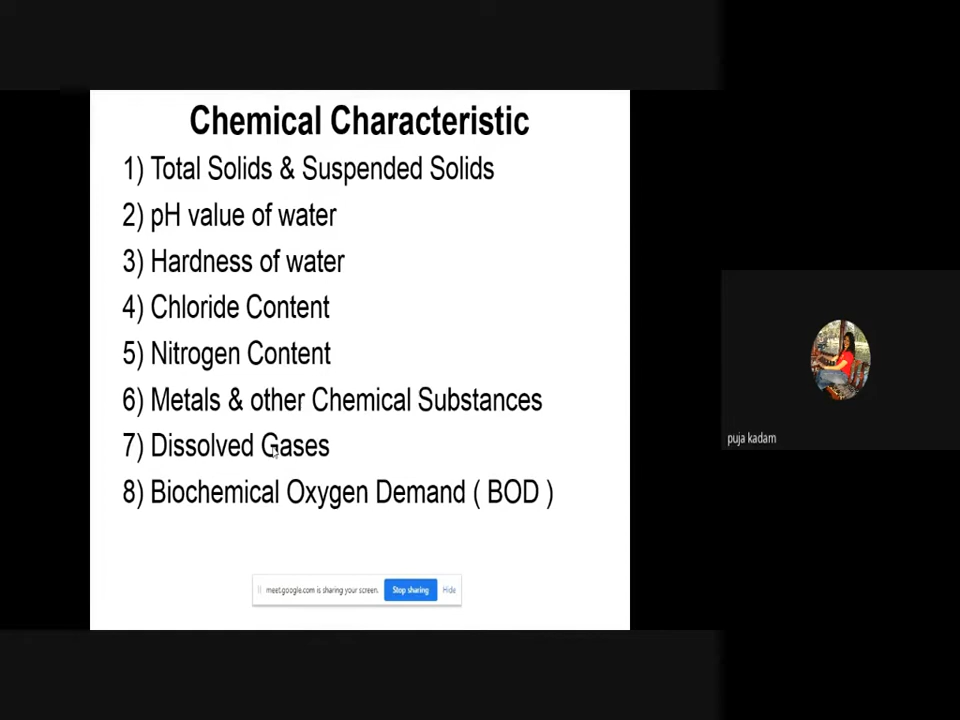 Chemical Characteristic
1) Total Solids & Suspended Solids
2) pH value of water
3) Hardness of water
4) Chloride Content
5) Nitrogen Content
6) Metals & other Chemical Substances
7) Dissolved Gases
8) Biochemical Oxygen Demand ( BOD )
meet.google.com is sharing your screen. Stop sharing Hide
puja kadam